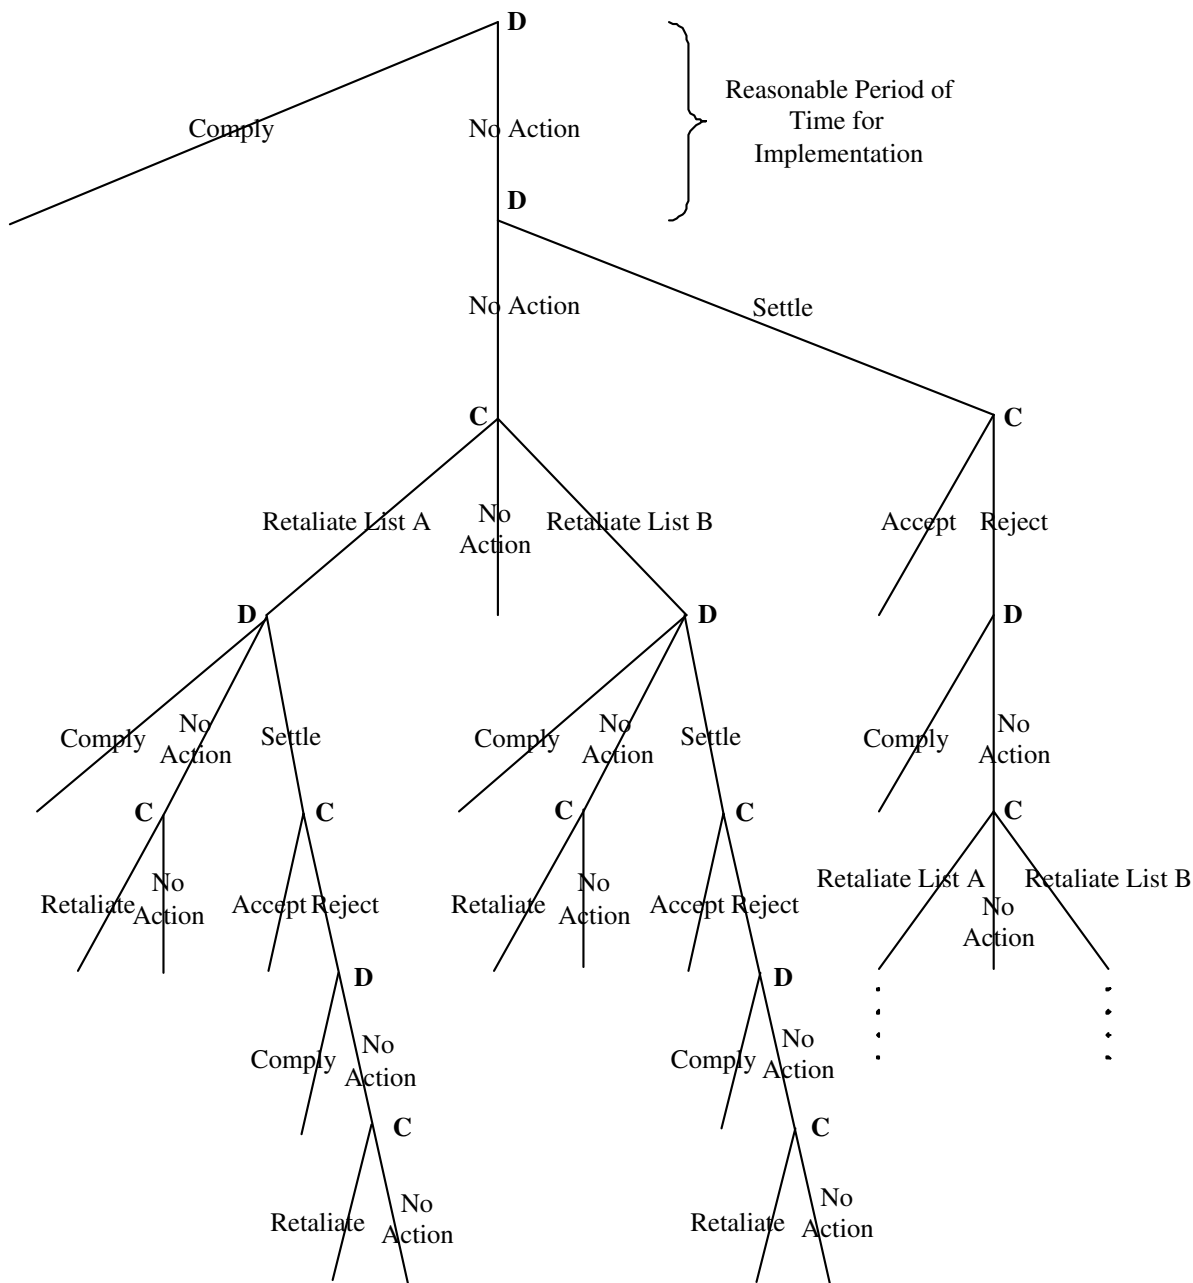 D
Reasonable Period of
Time for
Implementation
Comply
No Action
D
No Action
Settle
C
C
Retaliate List A
No
Action
Retaliate List B
Accept
Reject
D
D
D
Comply
No
Action
Settle
Comply
No
Action
Settle
Comply
No
Action
C
C
C
C
C
Retaliate
No
Action
Accept
Reject
Retaliate
No
Action
Accept
Reject
Retaliate List A
No
Action
Retaliate List B
D
D
Comply
No
Action
Comply
No
Action
C
C
Retaliate
No
Action
Retaliate
No
Action